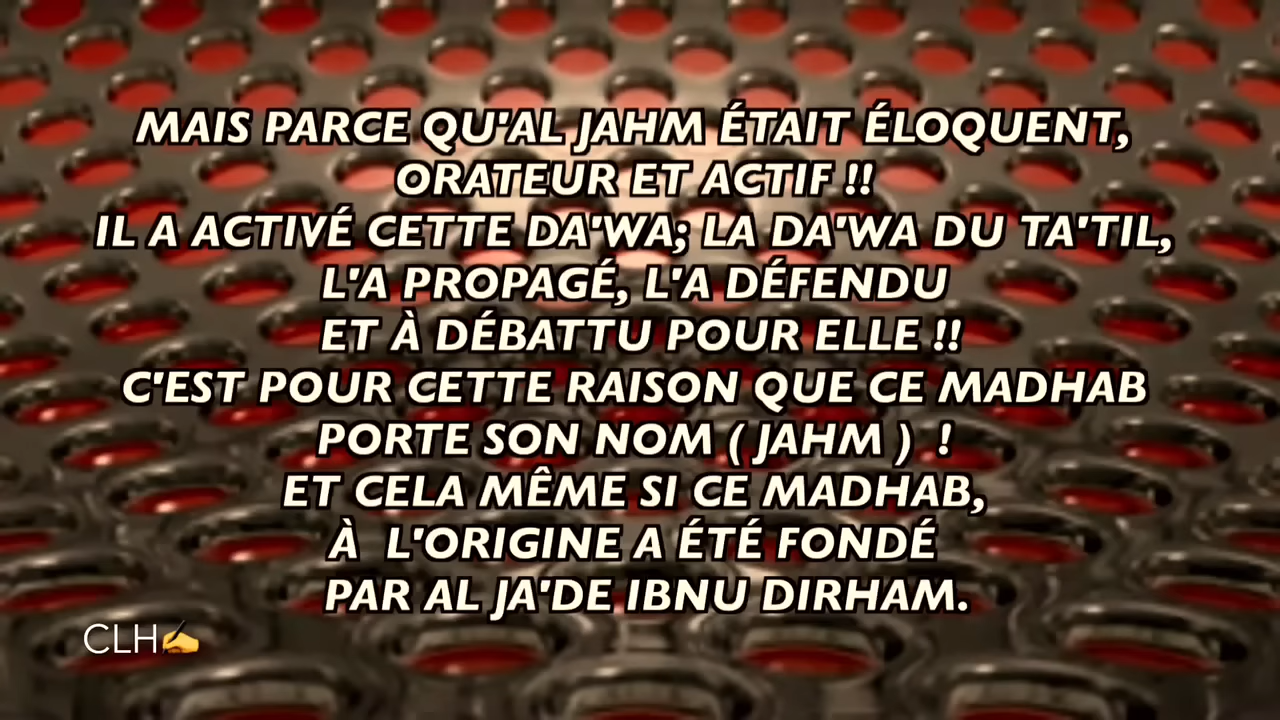 MAIS PARCE QU'AL JAHM ÉTAIT ÉLOQUENT,
ORATEUR ET ACTIF !!
IL A ACTIVÉ CETTE DA'WA; LA DA'WA DU TA'TIL,
L'A PROPAGÉ, L'A DÉFENDU
ET À DÉBATTU POUR ELLE !!
C'EST POUR CETTE RAISON QUE CE MADHAB
PORTE SON NOM ( JAHM )  !
ET CELA MÊME SI CE MADHAB,
À  L'ORIGINE A ÉTÉ FONDÉ
PAR AL JA'DE IBNU DIRHAM.
CLH✍️